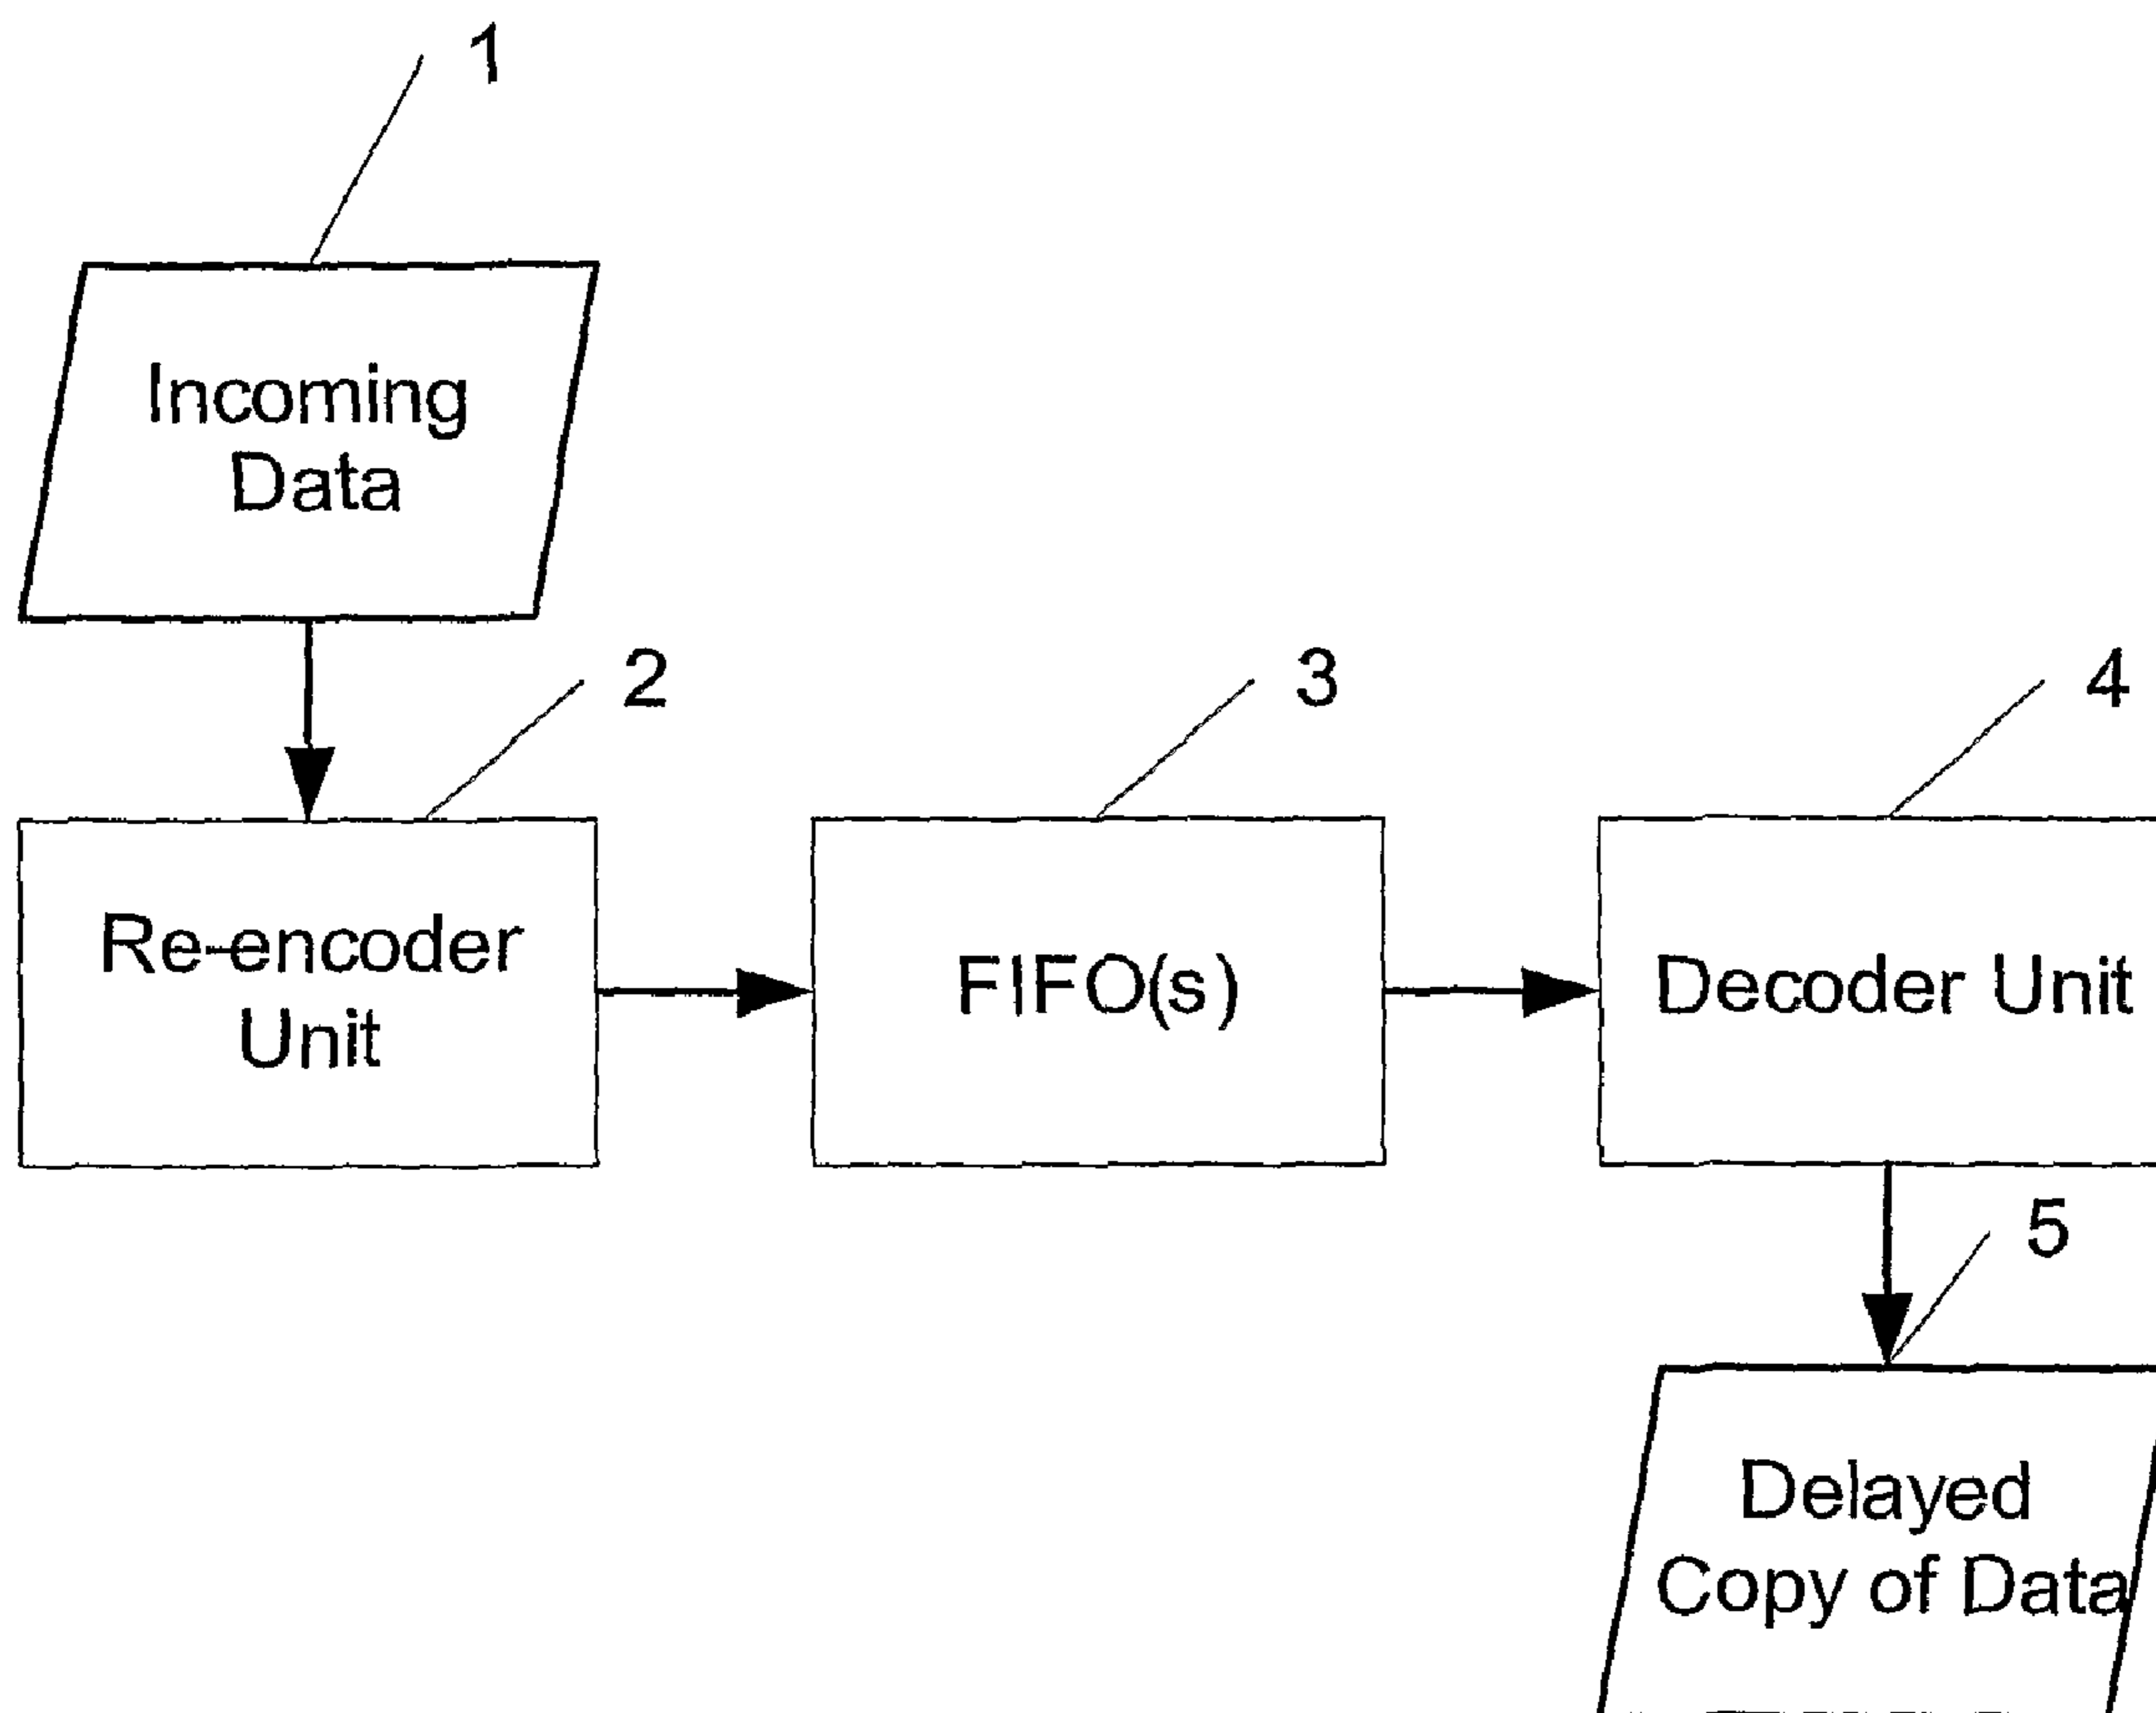 1
Incoming
Data
2
3
4
Re-encoder
Unit
FIFO(s)
Decoder Unit
5
Delayed
Copy of Data